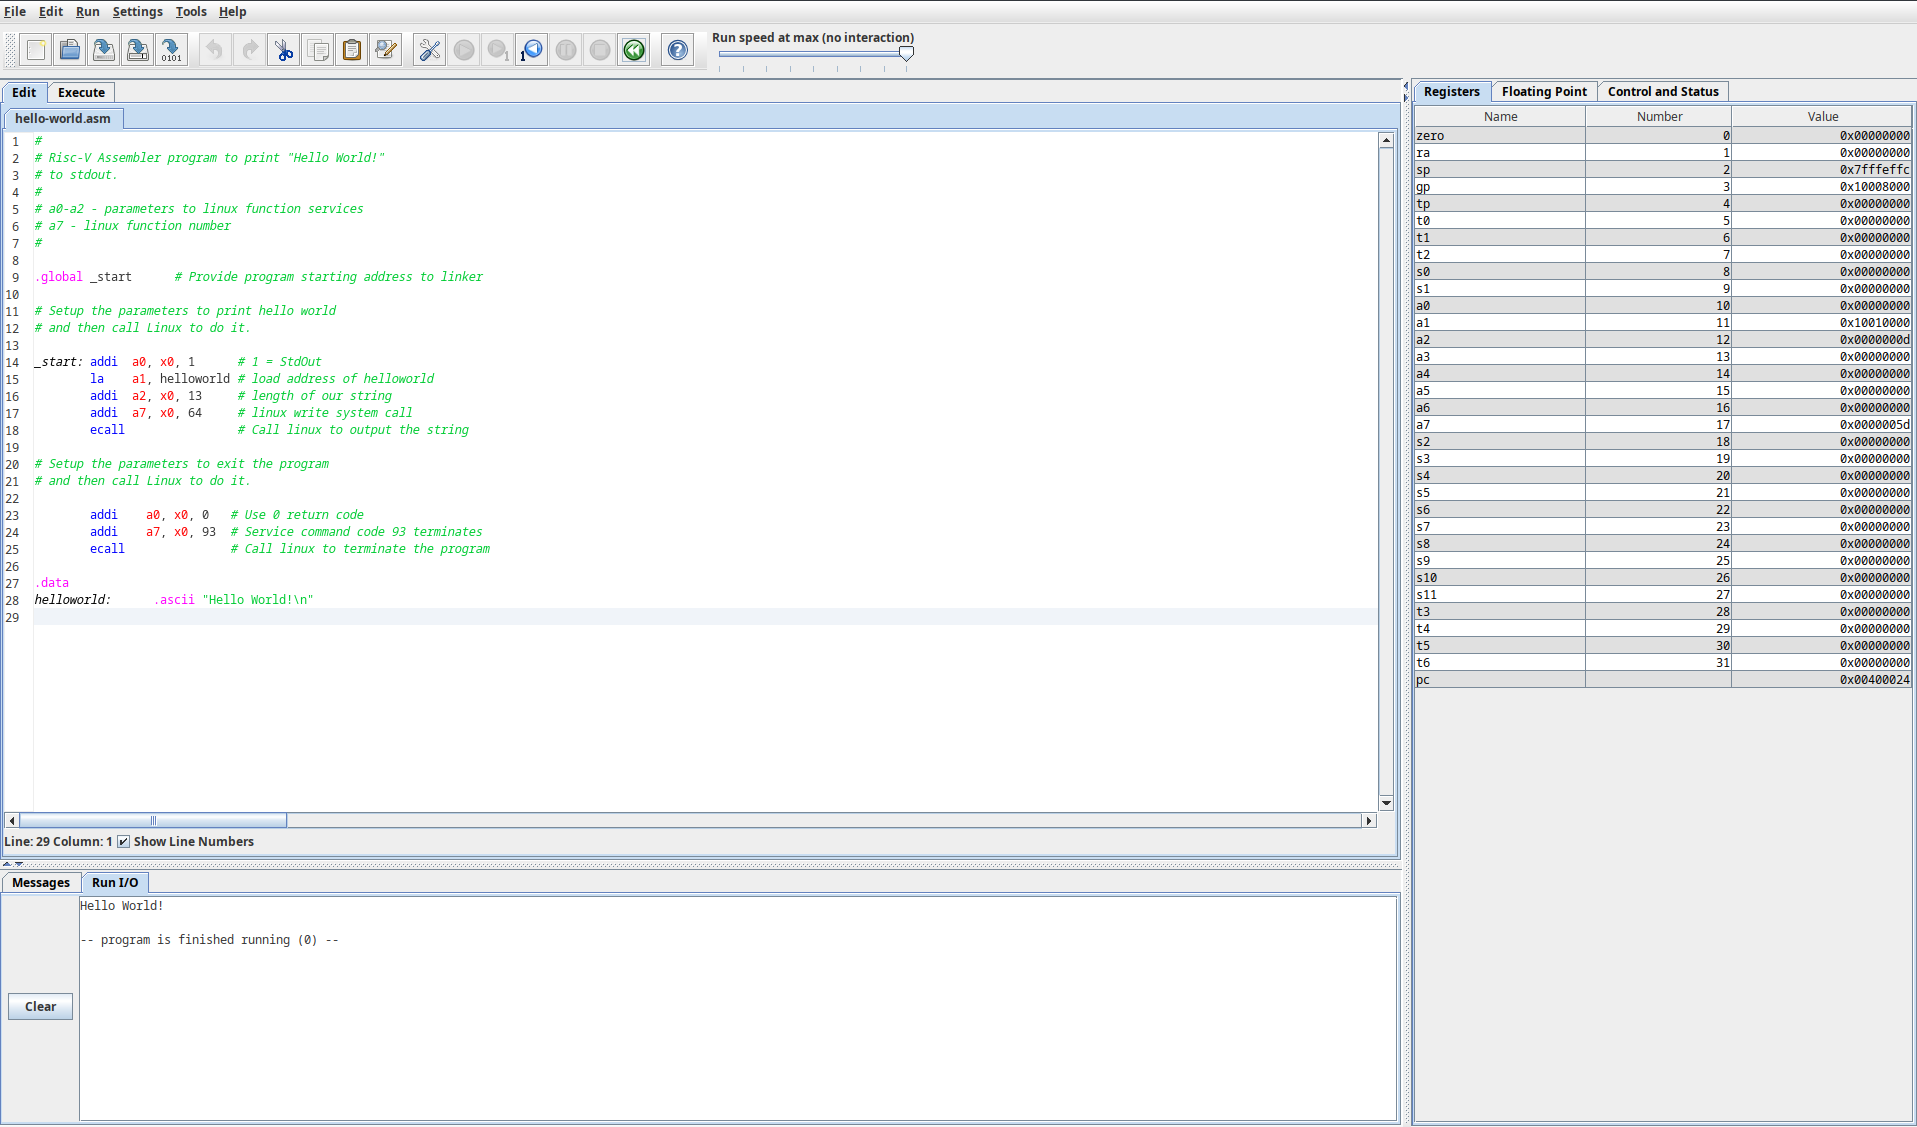 File Edit Run Settings Tools Help
Run speed at max (no interaction)
0101
1
1
Edit Execute
hello-world.asm
1 #
2 # Risc-V Assembler program to print "Hello World!"
3 # to stdout.
4 #
5 # a0-a2 - parameters to linux function services
6 # a7 - linux function number
7 #
8
9 .global _start      # Provide program starting address to linker
10
11 # Setup the parameters to print hello world
12 # and then call Linux to do it.
13
14 _start: addi  a0, x0, 1      # 1 = StdOut
15         la    a1, helloworld # load address of helloworld
16         addi  a2, x0, 13     # length of our string
17         addi  a7, x0, 64     # linux write system call
18         ecall                # Call linux to output the string
19
20 # Setup the parameters to exit the program
21 # and then call Linux to do it.
22
23         addi    a0, x0, 0   # Use 0 return code
24         addi    a7, x0, 93  # Service command code 93 terminates
25         ecall               # Call linux to terminate the program
26
27 .data
28 helloworld:      .ascii "Hello World!\n"
29
Line: 29 Column: 1 Show Line Numbers
Messages Run I/O
Hello World!
-- program is finished running (0) --
Clear
Registers Floating Point Control and Status
Name Number Value
zero 0 0x00000000
ra 1 0x00000000
sp 2 0x7fffeffc
gp 3 0x10008000
tp 4 0x00000000
t0 5 0x00000000
t1 6 0x00000000
t2 7 0x00000000
s0 8 0x00000000
s1 9 0x00000000
a0 10 0x00000000
a1 11 0x10010000
a2 12 0x0000000d
a3 13 0x00000000
a4 14 0x00000000
a5 15 0x00000000
a6 16 0x00000000
a7 17 0x0000005d
s2 18 0x00000000
s3 19 0x00000000
s4 20 0x00000000
s5 21 0x00000000
s6 22 0x00000000
s7 23 0x00000000
s8 24 0x00000000
s9 25 0x00000000
s10 26 0x00000000
s11 27 0x00000000
t3 28 0x00000000
t4 29 0x00000000
t5 30 0x00000000
t6 31 0x00000000
pc 0x00400024